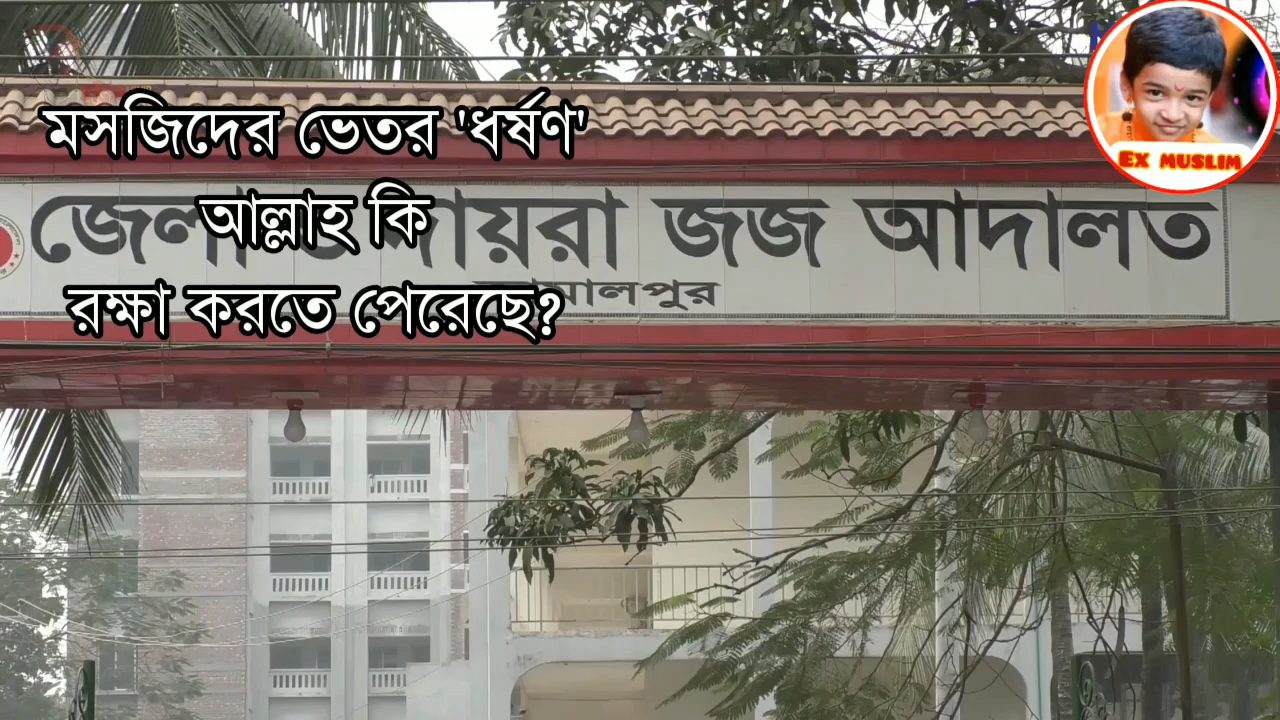 মসজিদের ভেতর 'ধর্ষণ'
আল্লাহ কি
রক্ষা করতে পেরেছে?
EX MUSLIM
জজ আদালত